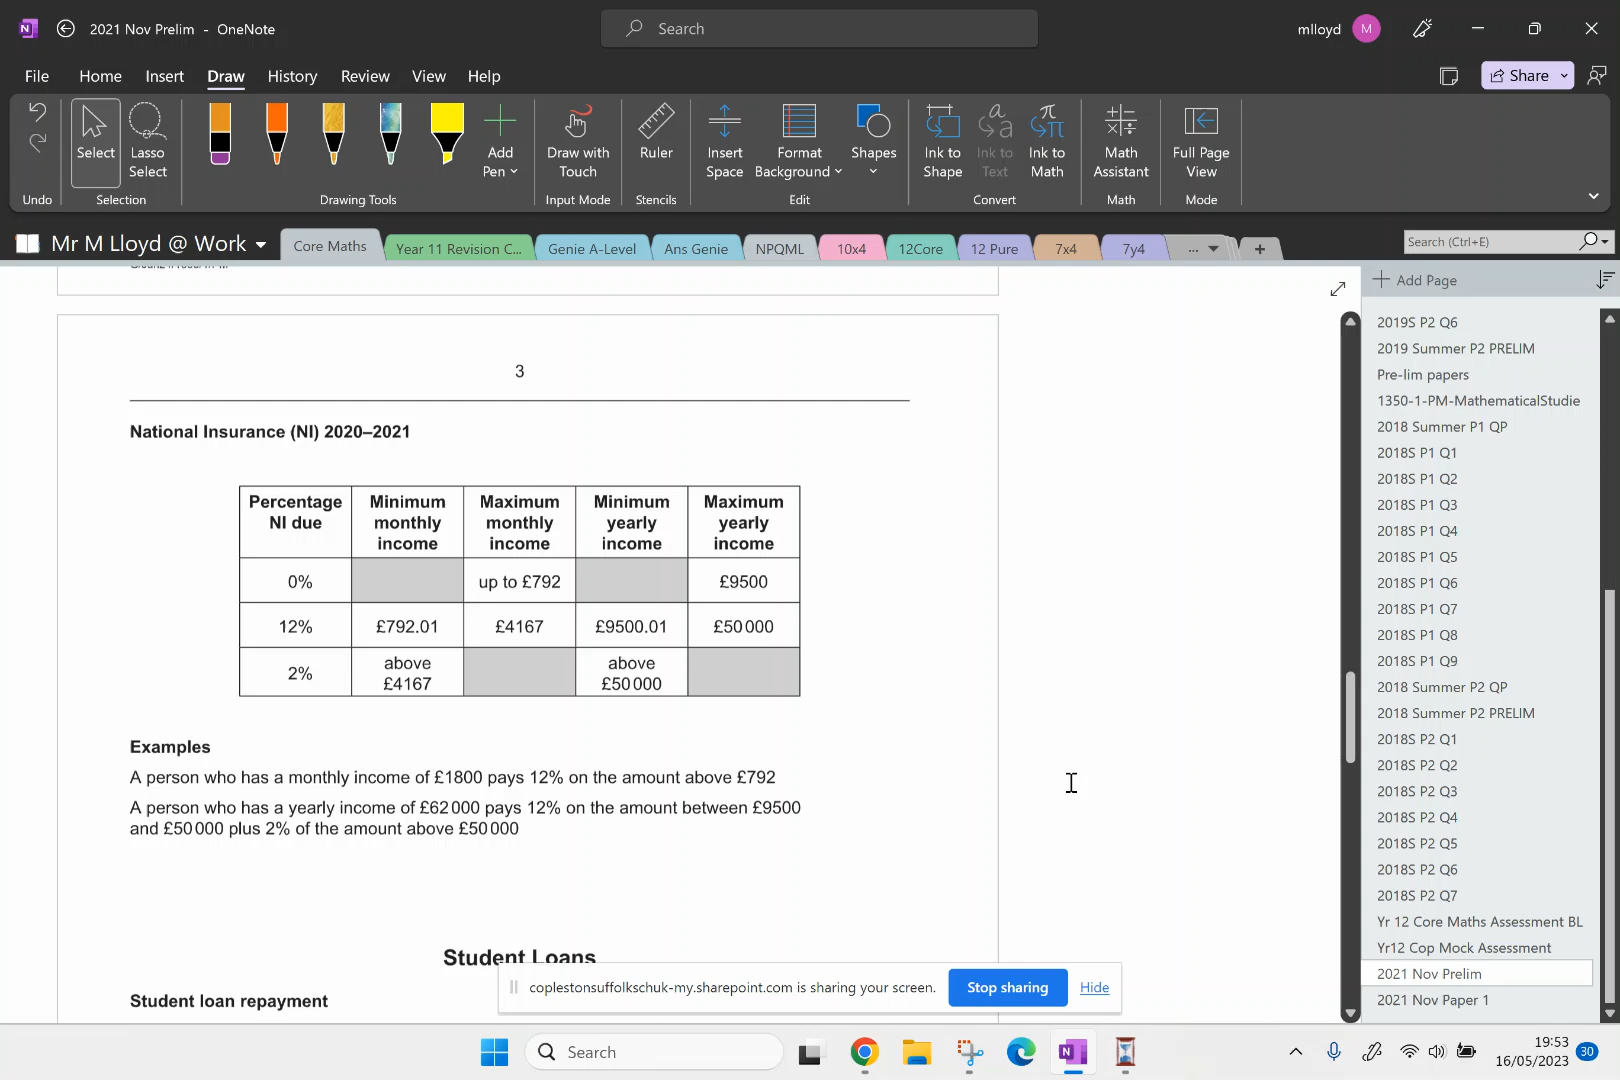 2021 Nov Prelim - OneNote
Search
mlloyd M
File Home Insert Draw History Review View Help
Share
Select
Lasso Select
Add Pen
Draw with Touch
Ruler
Insert Space
Format Background
Shapes
Ink to Shape
Ink to Text
Ink to Math
Math Assistant
Full Page View
Undo Selection Drawing Tools Input Mode Stencils Edit Convert Math Mode
Mr M Lloyd @ Work
Core Maths Year 11 Revision C... Genie A-Level Ans Genie NPQML 10x4 12Core 12 Pure 7x4 7y4 ... +
Search (Ctrl+E)
Add Page
3
National Insurance (NI) 2020–2021
Percentage NI due
Minimum monthly income
Maximum monthly income
Minimum yearly income
Maximum yearly income
0% up to £792 £9500
12% £792.01 £4167 £9500.01 £50 000
2% above £4167 above £50 000
Examples
A person who has a monthly income of £1800 pays 12% on the amount above £792
A person who has a yearly income of £62 000 pays 12% on the amount between £9500
and £50 000 plus 2% of the amount above £50 000
Student Loans
Student loan repayment
coplestonsuffolkschuk-my.sharepoint.com is sharing your screen. Stop sharing Hide
2019S P2 Q6
2019 Summer P2 PRELIM
Pre-lim papers
1350-1-PM-MathematicalStudie
2018 Summer P1 QP
2018S P1 Q1
2018S P1 Q2
2018S P1 Q3
2018S P1 Q4
2018S P1 Q5
2018S P1 Q6
2018S P1 Q7
2018S P1 Q8
2018S P1 Q9
2018 Summer P2 QP
2018 Summer P2 PRELIM
2018S P2 Q1
2018S P2 Q2
2018S P2 Q3
2018S P2 Q4
2018S P2 Q5
2018S P2 Q6
2018S P2 Q7
Yr 12 Core Maths Assessment BL
Yr12 Cop Mock Assessment
2021 Nov Prelim
2021 Nov Paper 1
Search
19:53
16/05/2023
30